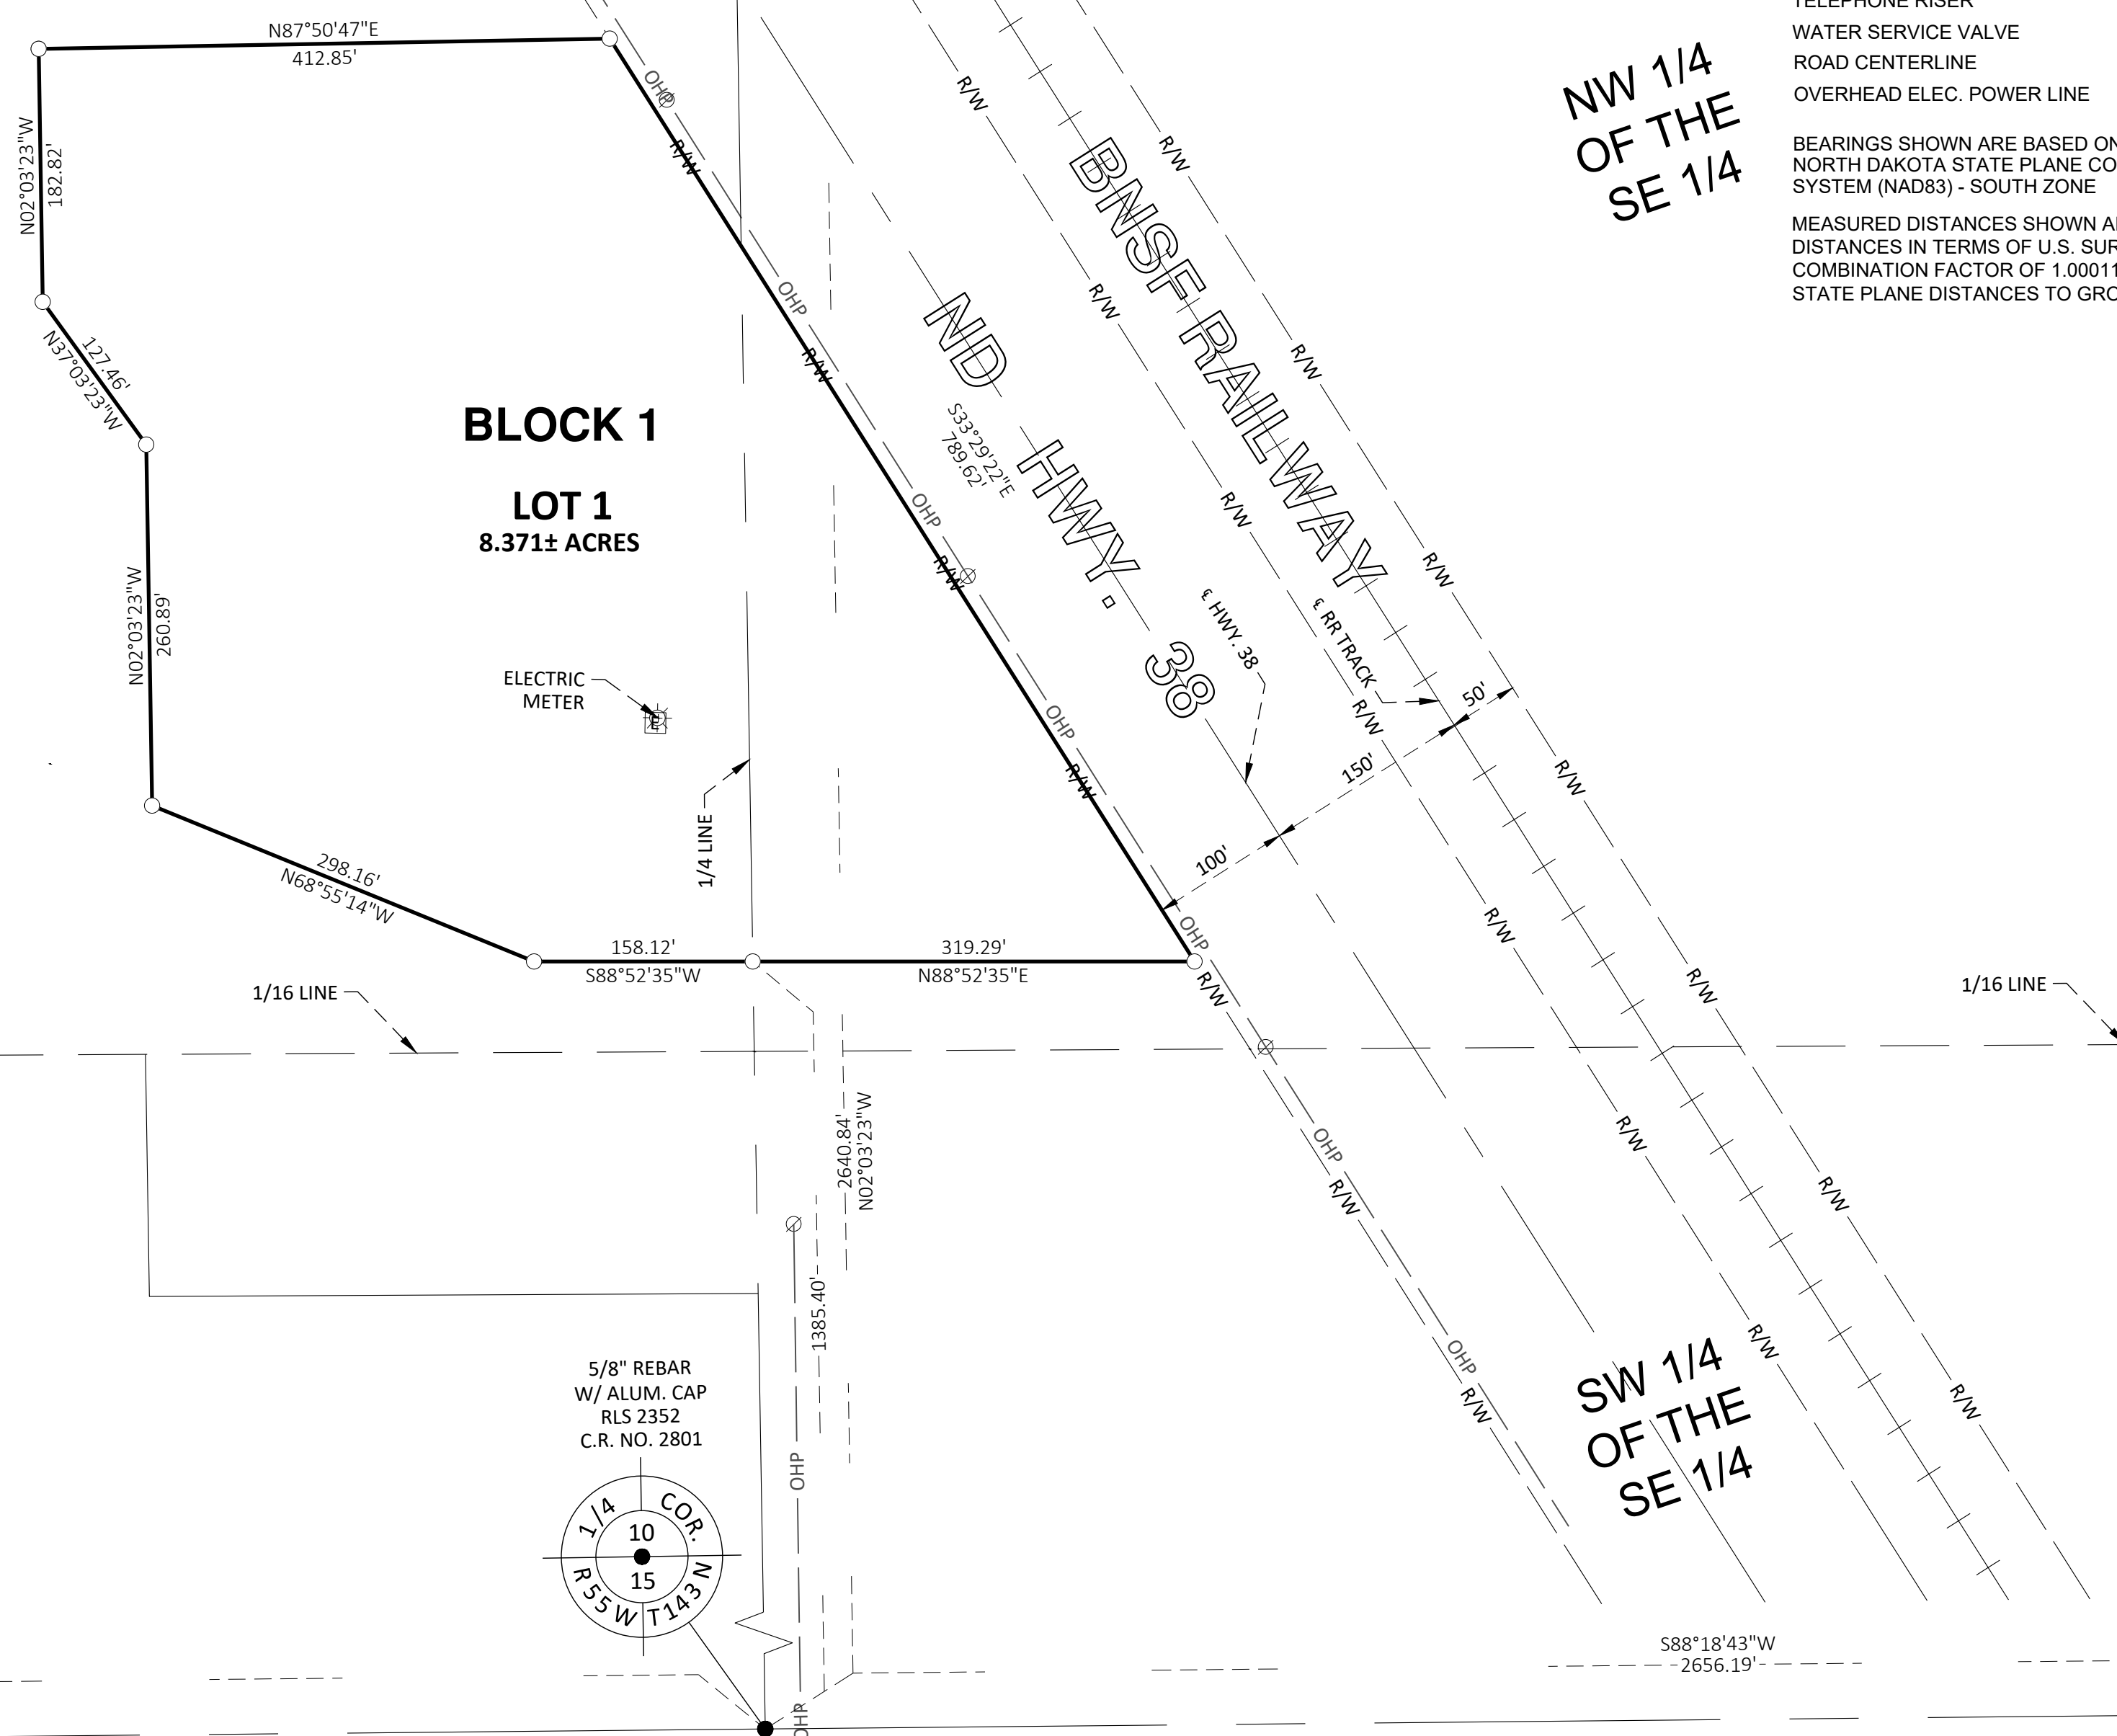 N87°50'47"E
412.85'
N02°03'23"W
182.82'
127.46'
N37°03'23"W
N02°03'23"W
260.89'
298.16'
N68°55'14"W
BLOCK 1
LOT 1
8.371± ACRES
ELECTRIC
METER
E
1/4 LINE
158.12'
S88°52'35"W
319.29'
N88°52'35"E
1/16 LINE
OHP
R/W
OHP
R/W
OHP
R/W
OHP
R/W
OHP
R/W
OHP
R/W
OHP
R/W
ND HWY. 38
S33°29'22"E
789.62'
℄ HWY. 38
℄ RR TRACK
100'
150'
50'
BNSF RAILWAY
R/W
R/W
R/W
R/W
R/W
R/W
R/W
R/W
R/W
R/W
R/W
R/W
R/W
R/W
NW 1/4
OF THE
SE 1/4
TELEPHONE RISER
WATER SERVICE VALVE
ROAD CENTERLINE
OVERHEAD ELEC. POWER LINE
BEARINGS SHOWN ARE BASED ON
NORTH DAKOTA STATE PLANE CO
SYSTEM (NAD83) - SOUTH ZONE
MEASURED DISTANCES SHOWN A
DISTANCES IN TERMS OF U.S. SUR
COMBINATION FACTOR OF 1.00011
STATE PLANE DISTANCES TO GRO
1/16 LINE
2640.84'
N02°03'23"W
1385.40'
OHP
OHP
5/8" REBAR
W/ ALUM. CAP
RLS 2352
C.R. NO. 2801
1/4 COR.
10
15
R55W T143N
SW 1/4
OF THE
SE 1/4
S88°18'43"W
2656.19'